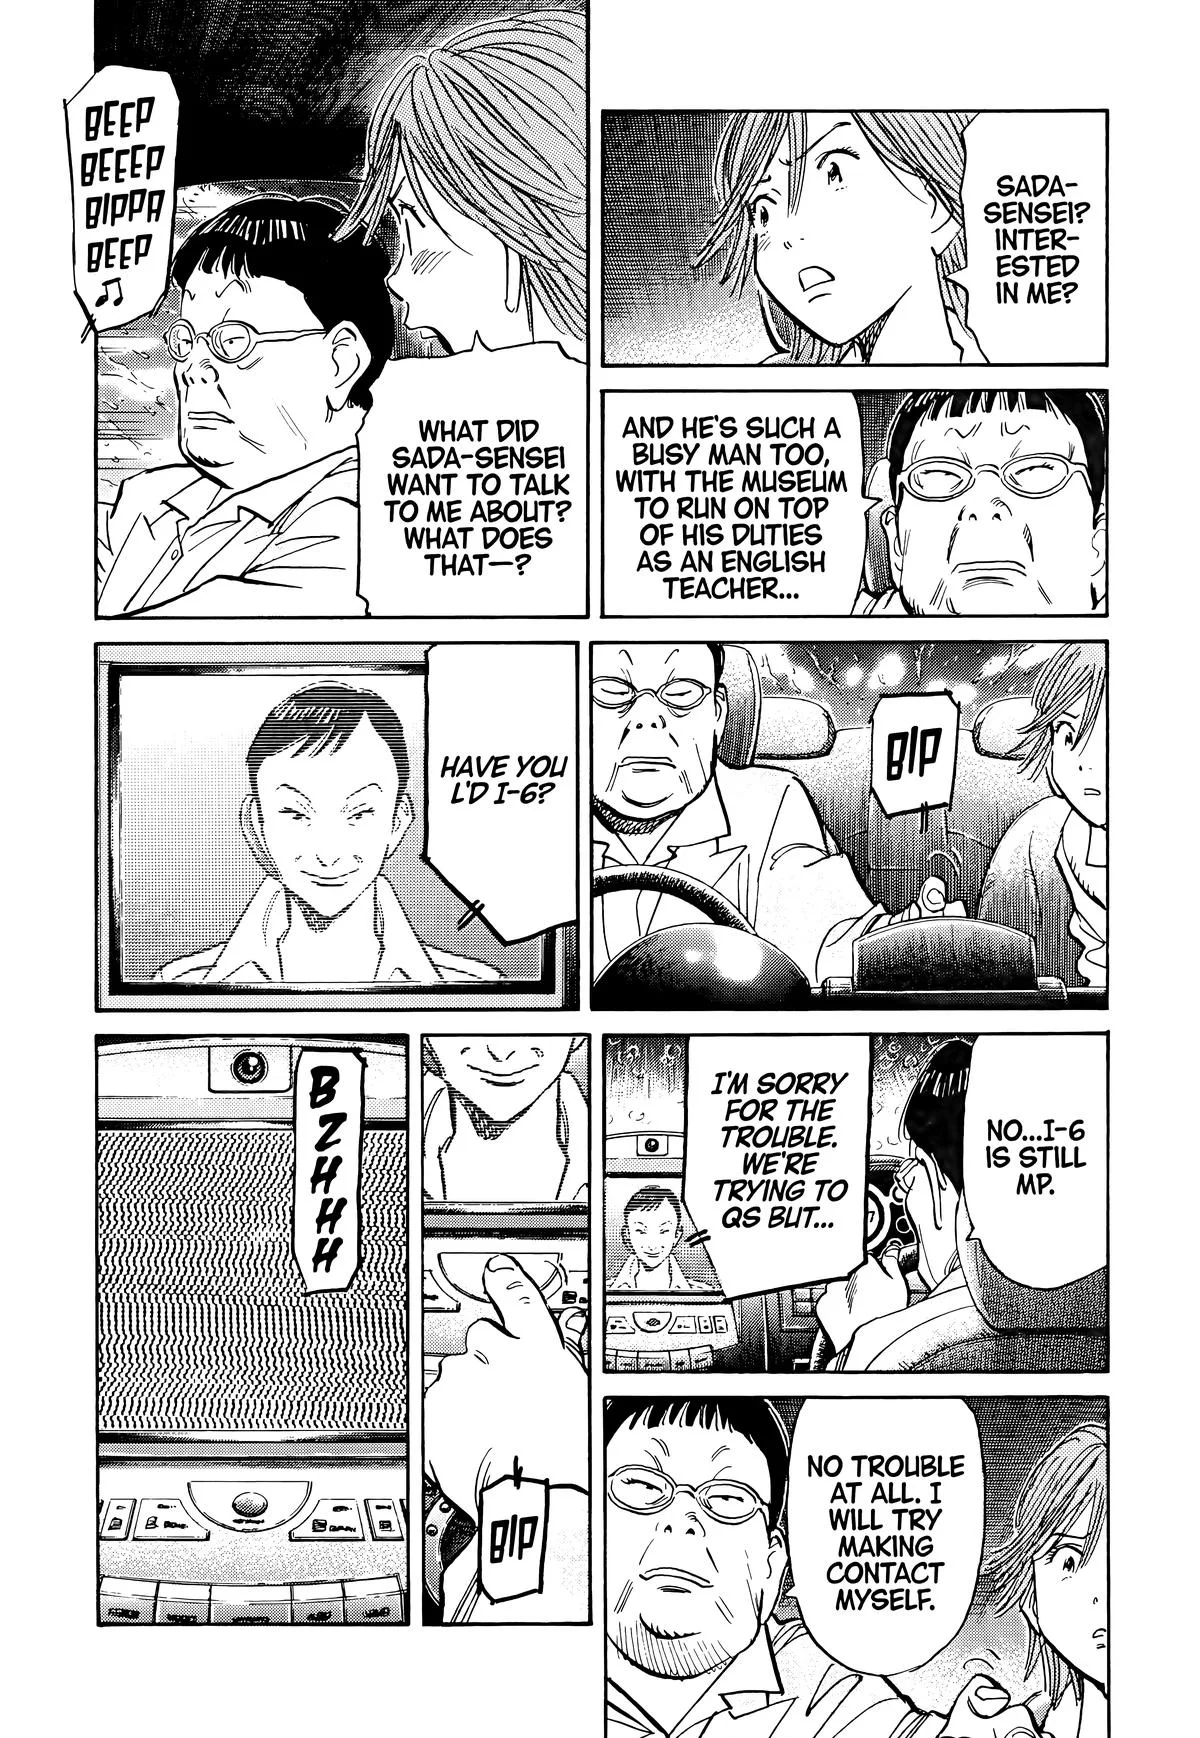 SADA-
SENSEI?
INTER-
ESTED
IN ME?
AND HE'S SUCH A
BUSY MAN TOO,
WITH THE MUSEUM
TO RUN ON TOP
OF HIS DUTIES
AS AN ENGLISH
TEACHER...
BEEP
BEEEP
BIPPA
BEEP
WHAT DID
SADA-SENSEI
WANT TO TALK
TO ME ABOUT?
WHAT DOES
THAT—?
BIP
HAVE YOU
L'D I-6?
NO...I-6
IS STILL
MP.
I'M SORRY
FOR THE
TROUBLE.
WE'RE
TRYING TO
QS BUT...
NO TROUBLE
AT ALL. I
WILL TRY
MAKING
CONTACT
MYSELF.
BIP
BZHHH